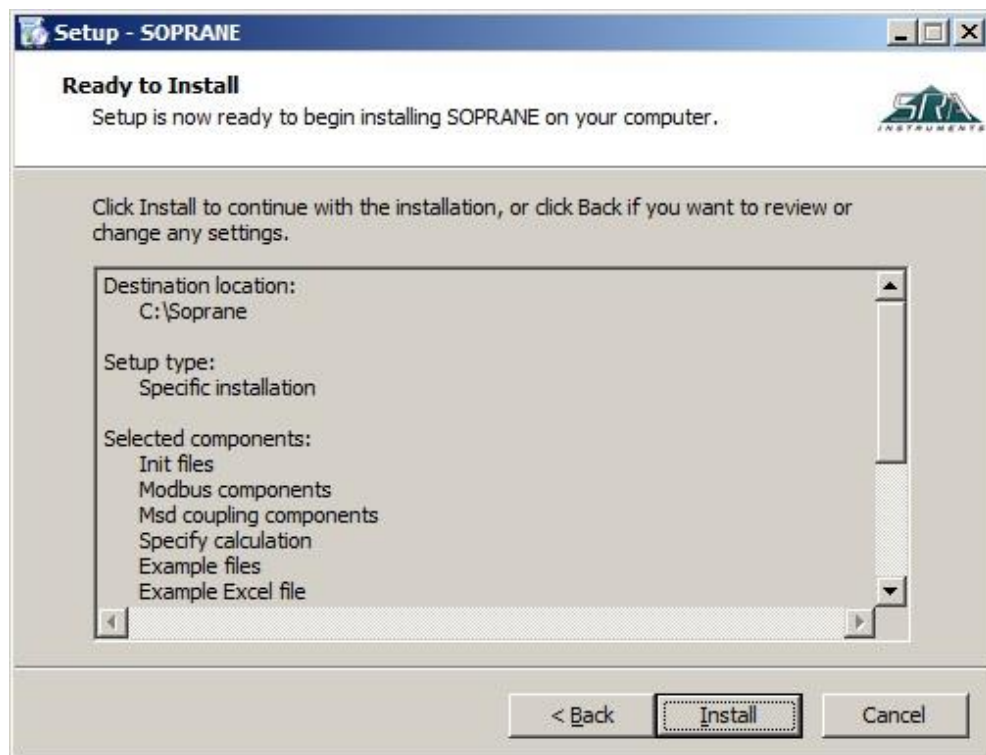 Setup - SOPRANE
Ready to Install
Setup is now ready to begin installing SOPRANE on your computer.
SRA
INSTRUMENTS
Click Install to continue with the installation, or click Back if you want to review or
change any settings.
Destination location:
C:\Soprane
Setup type:
Specific installation
Selected components:
Init files
Modbus components
Msd coupling components
Specify calculation
Example files
Example Excel file
< Back
Install
Cancel